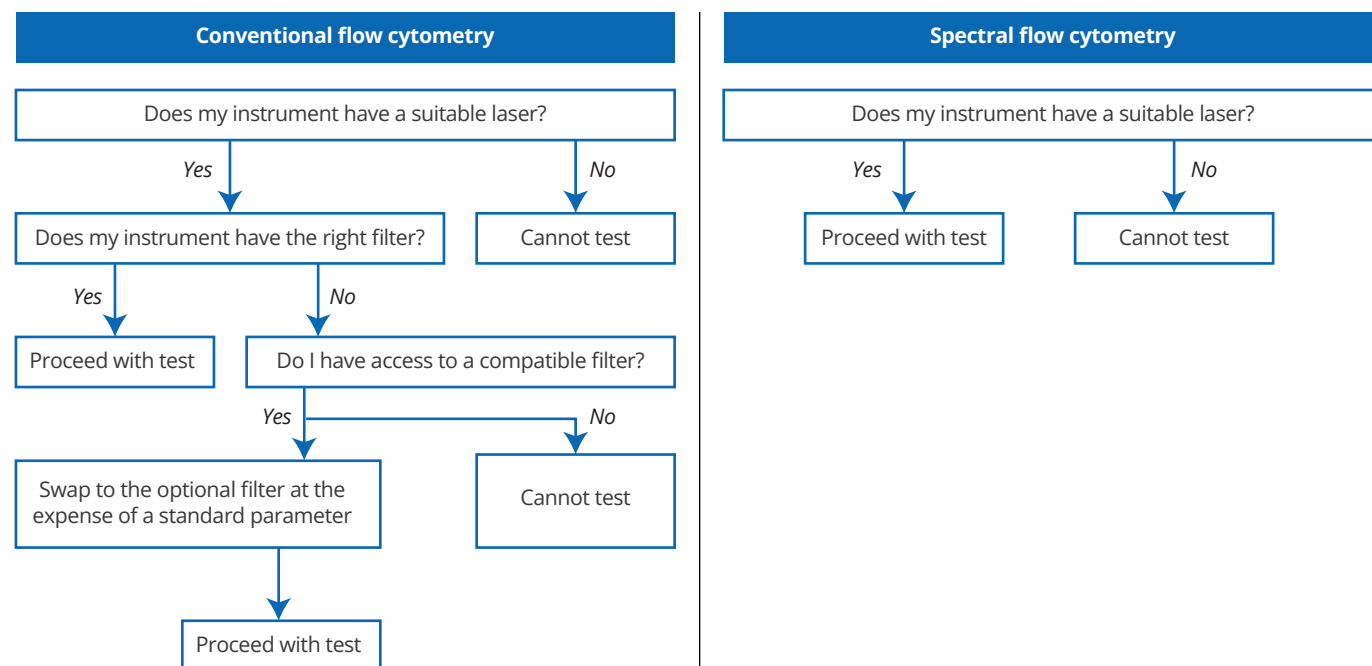 Conventional flow cytometry
Does my instrument have a suitable laser?
Yes
No
Does my instrument have the right filter?
Cannot test
Yes
No
Proceed with test
Do I have access to a compatible filter?
Yes
No
Swap to the optional filter at the
expense of a standard parameter
Cannot test
Proceed with test
Spectral flow cytometry
Does my instrument have a suitable laser?
Yes
No
Proceed with test
Cannot test